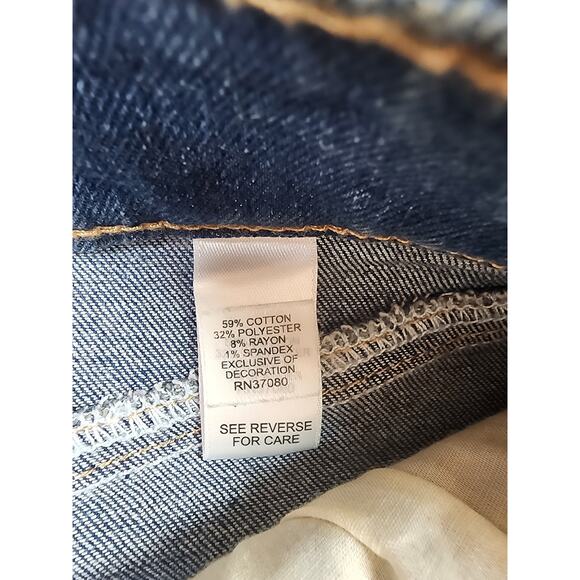 59% COTTON
32% POLYESTER
8% RAYON
1% SPANDEX
EXCLUSIVE OF
DECORATION
RN37080
SEE REVERSE
FOR CARE